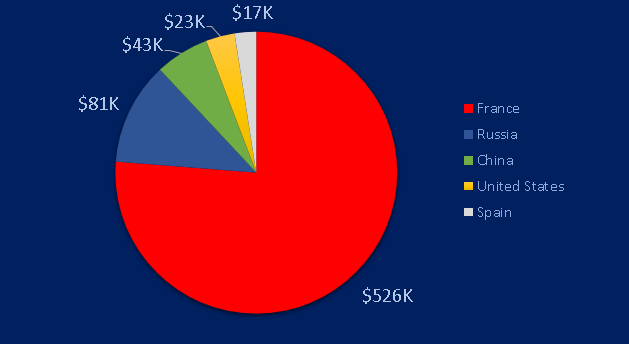 $17K
$23K
$43K
$81K
$526K
France
Russia
China
United States
Spain